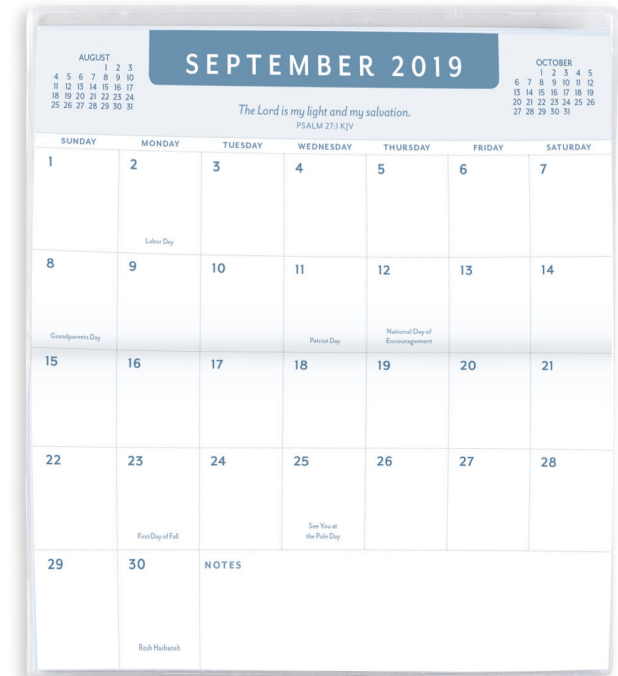 AUGUST
1 2 3
4 5 6 7 8 9 10
11 12 13 14 15 16 17
18 19 20 21 22 23 24
25 26 27 28 29 30 31
SEPTEMBER 2019
The Lord is my light and my salvation.
PSALM 27:1 KJV
OCTOBER
1 2 3 4 5
6 7 8 9 10 11 12
13 14 15 16 17 18 19
20 21 22 23 24 25 26
27 28 29 30 31
SUNDAY MONDAY TUESDAY WEDNESDAY THURSDAY FRIDAY SATURDAY
1 2 3 4 5 6 7
Labor Day
8 9 10 11 12 13 14
Grandparents Day
Patriot Day
National Day of
Encouragement
15 16 17 18 19 20 21
22 23 24 25 26 27 28
First Day of Fall
See You at
the Pole Day
29 30 NOTES
Rosh Hashanah